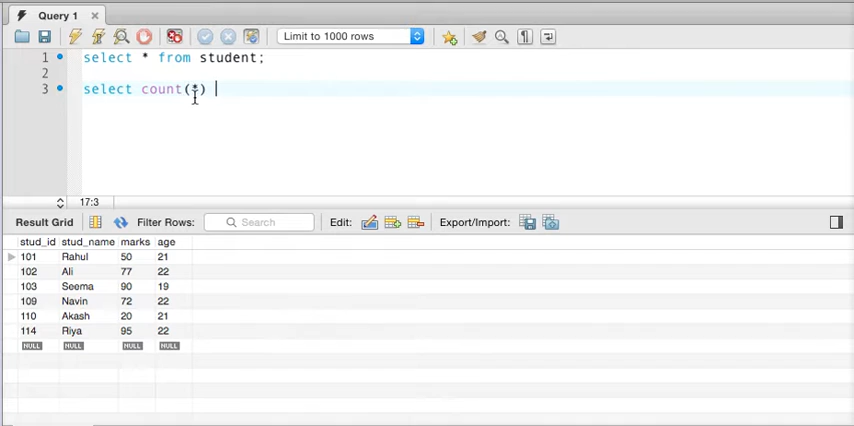 Query 1
Limit to 1000 rows
1 select * from student;
2
3 select count(*)
17:3
Result Grid Filter Rows: Search Edit: Export/Import:
stud_id stud_name marks age
101 Rahul 50 21
102 Ali 77 22
103 Seema 90 19
109 Navin 72 22
110 Akash 20 21
114 Riya 95 22
NULL NULL NULL NULL